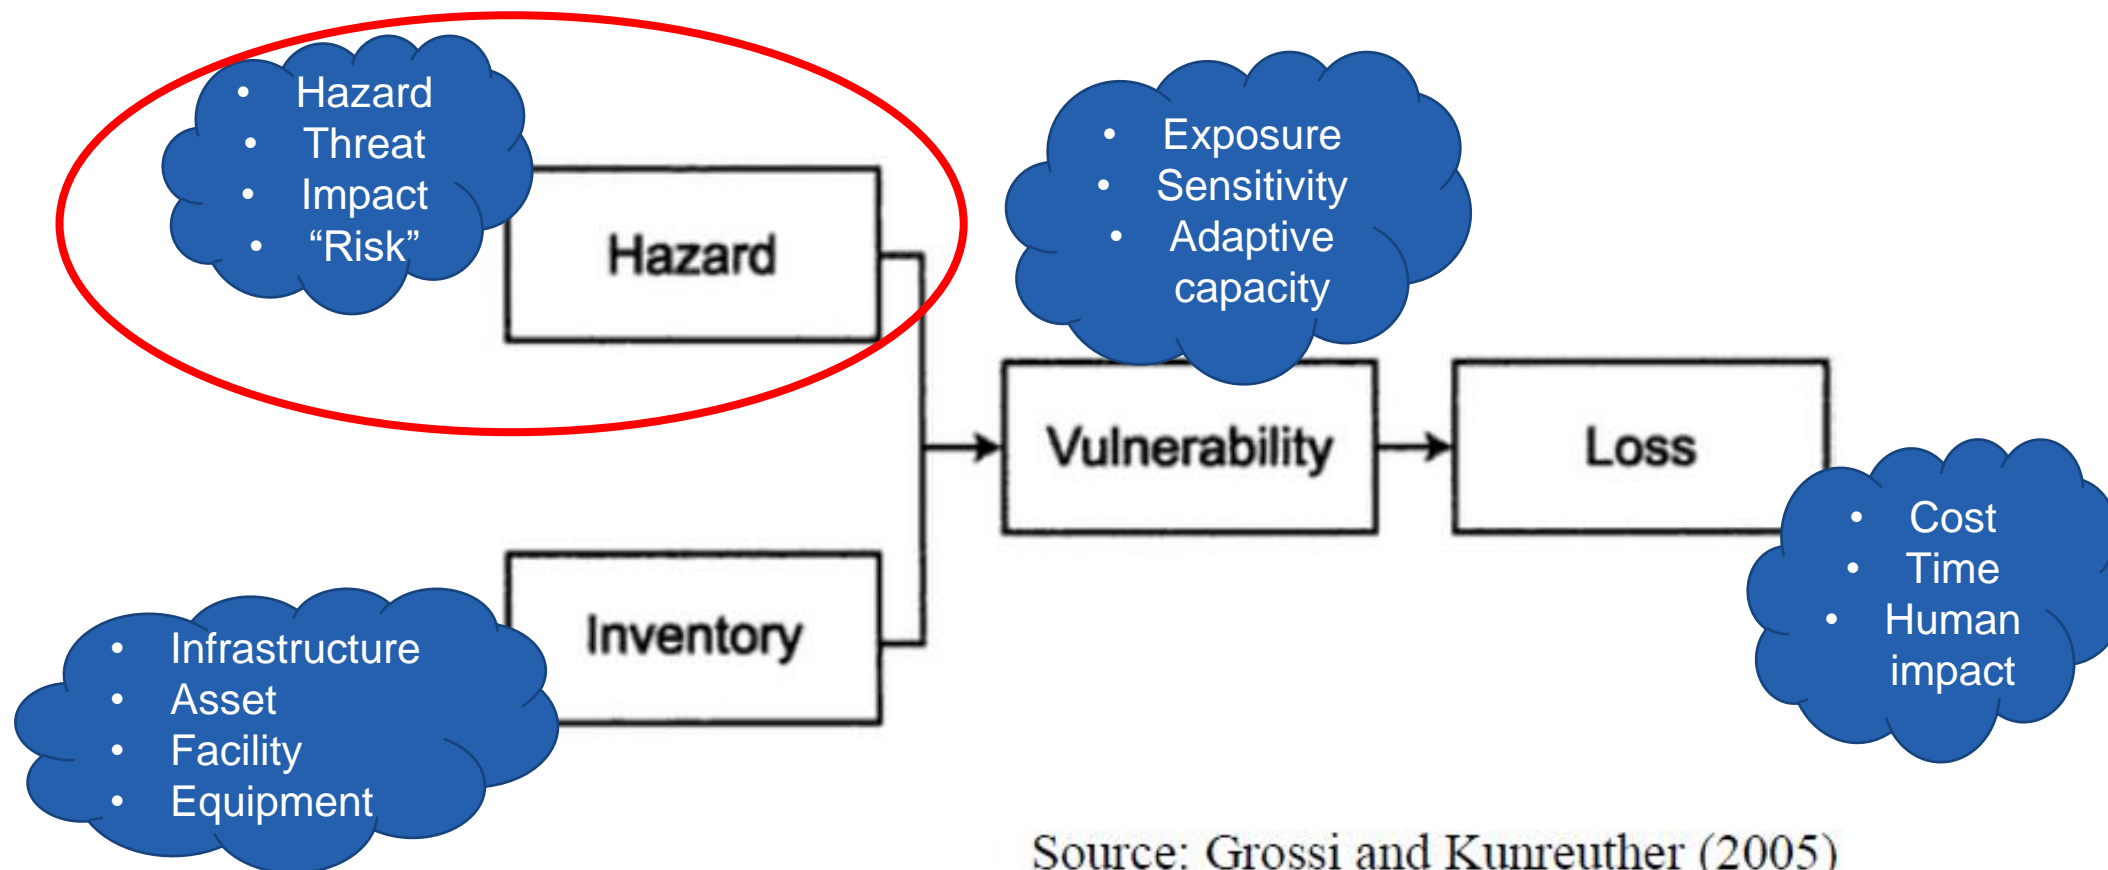 • Hazard
• Threat
• Impact
• “Risk”
Hazard
• Exposure
• Sensitivity
• Adaptive
capacity
Vulnerability
Loss
• Cost
• Time
• Human
impact
• Infrastructure
• Asset
• Facility
• Equipment
Inventory
Source: Grossi and Kunreuther (2005)